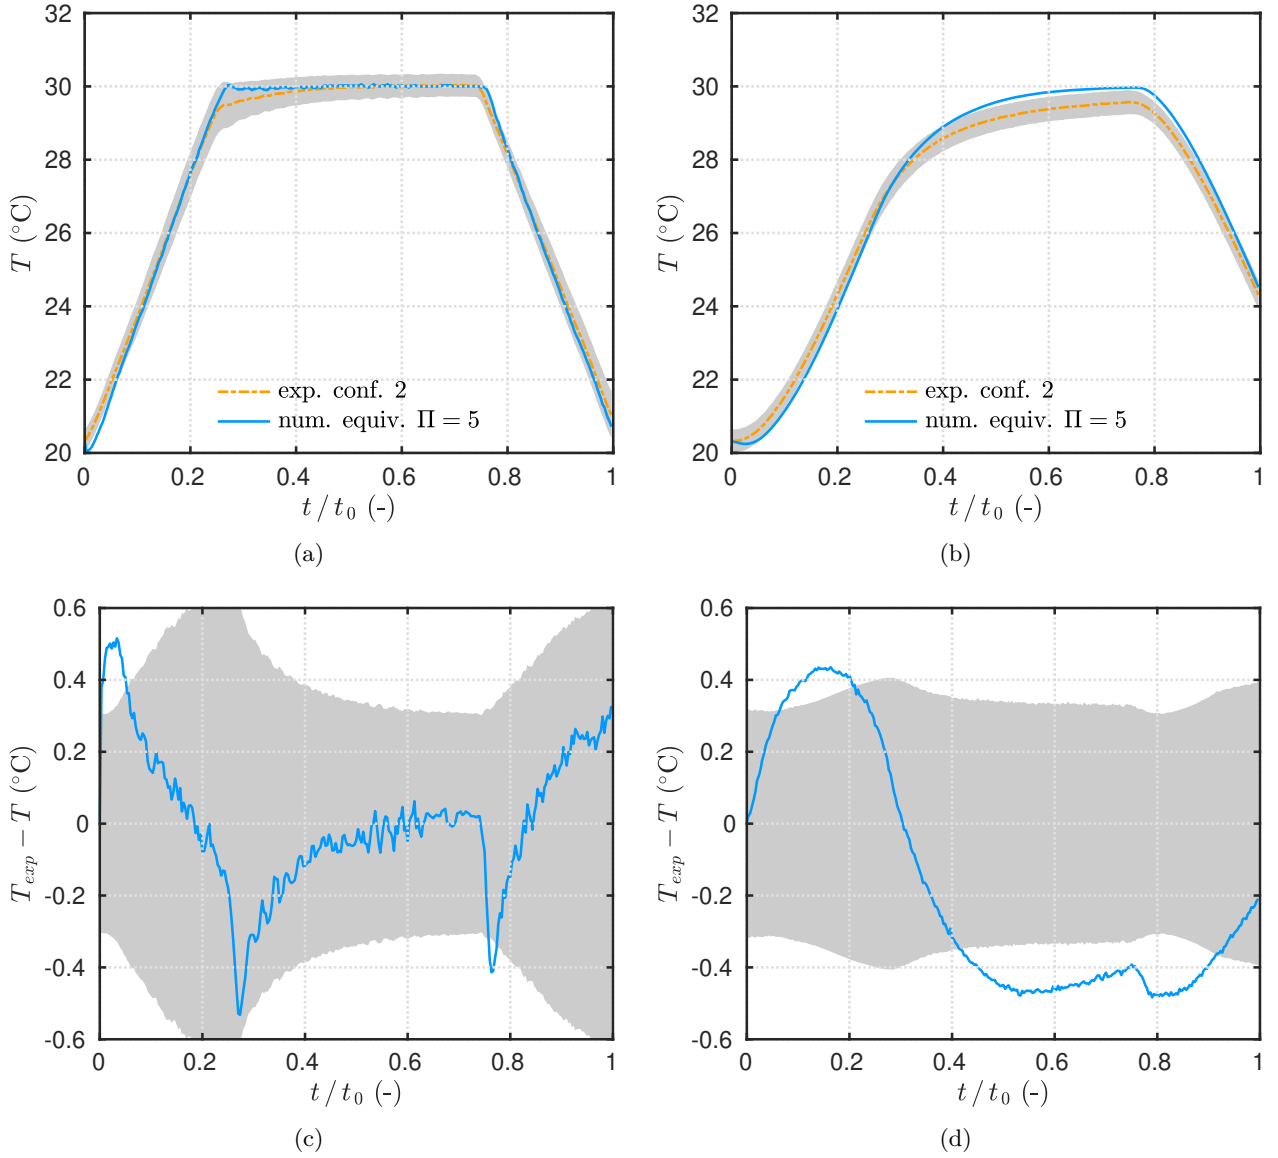 32
30
28
26
24
22
20
T (°C)
exp. conf. 2
num. equiv. Π = 5
0 0.2 0.4 0.6 0.8 1
t / t₀ (-)
(a)
32
30
28
26
24
22
20
T (°C)
exp. conf. 2
num. equiv. Π = 5
0 0.2 0.4 0.6 0.8 1
t / t₀ (-)
(b)
0.6
0.4
0.2
0
-0.2
-0.4
-0.6
T_exp − T (°C)
0 0.2 0.4 0.6 0.8 1
t / t₀ (-)
(c)
0.6
0.4
0.2
0
-0.2
-0.4
-0.6
T_exp − T (°C)
0 0.2 0.4 0.6 0.8 1
t / t₀ (-)
(d)